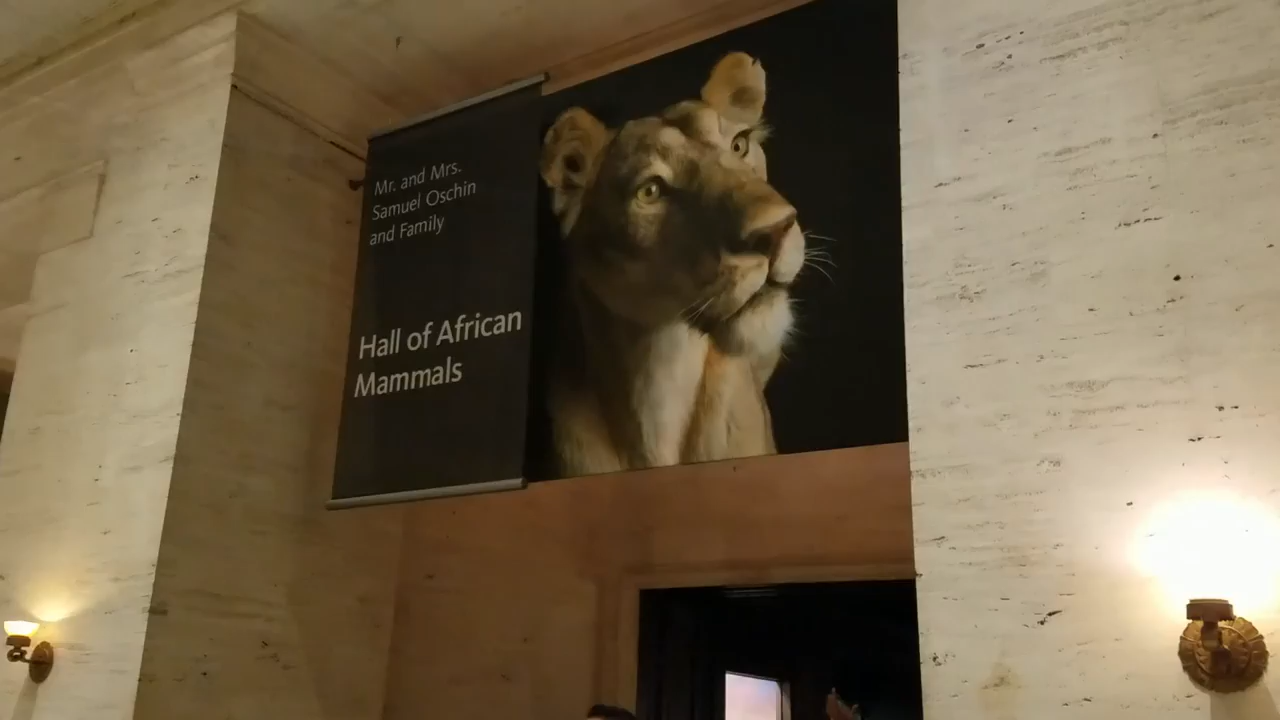 Mr. and Mrs.
Samuel Oschin
and Family
Hall of African
Mammals